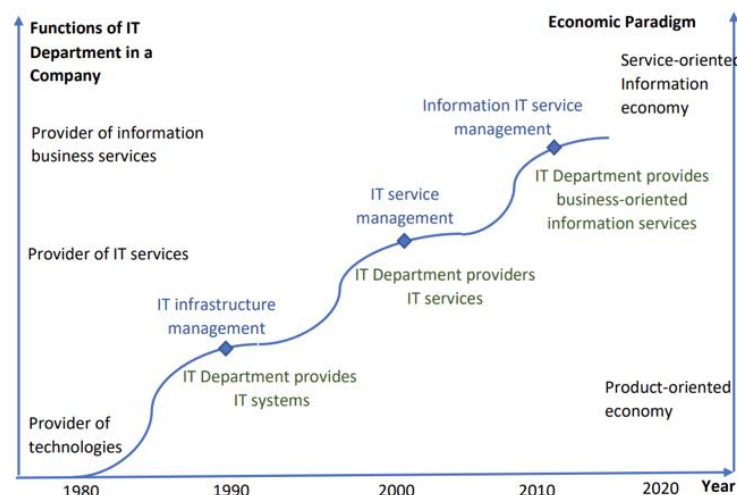 Functions of IT
Department in a
Company
Economic Paradigm
Service-oriented
Information
economy
Information IT service
management
Provider of information
business services
IT Department provides
business-oriented
information services
IT service
management
Provider of IT services
IT Department providers
IT services
IT infrastructure
management
IT Department provides
IT systems
Product-oriented
economy
Provider of
technologies
1980
1990
2000
2010
2020
Year